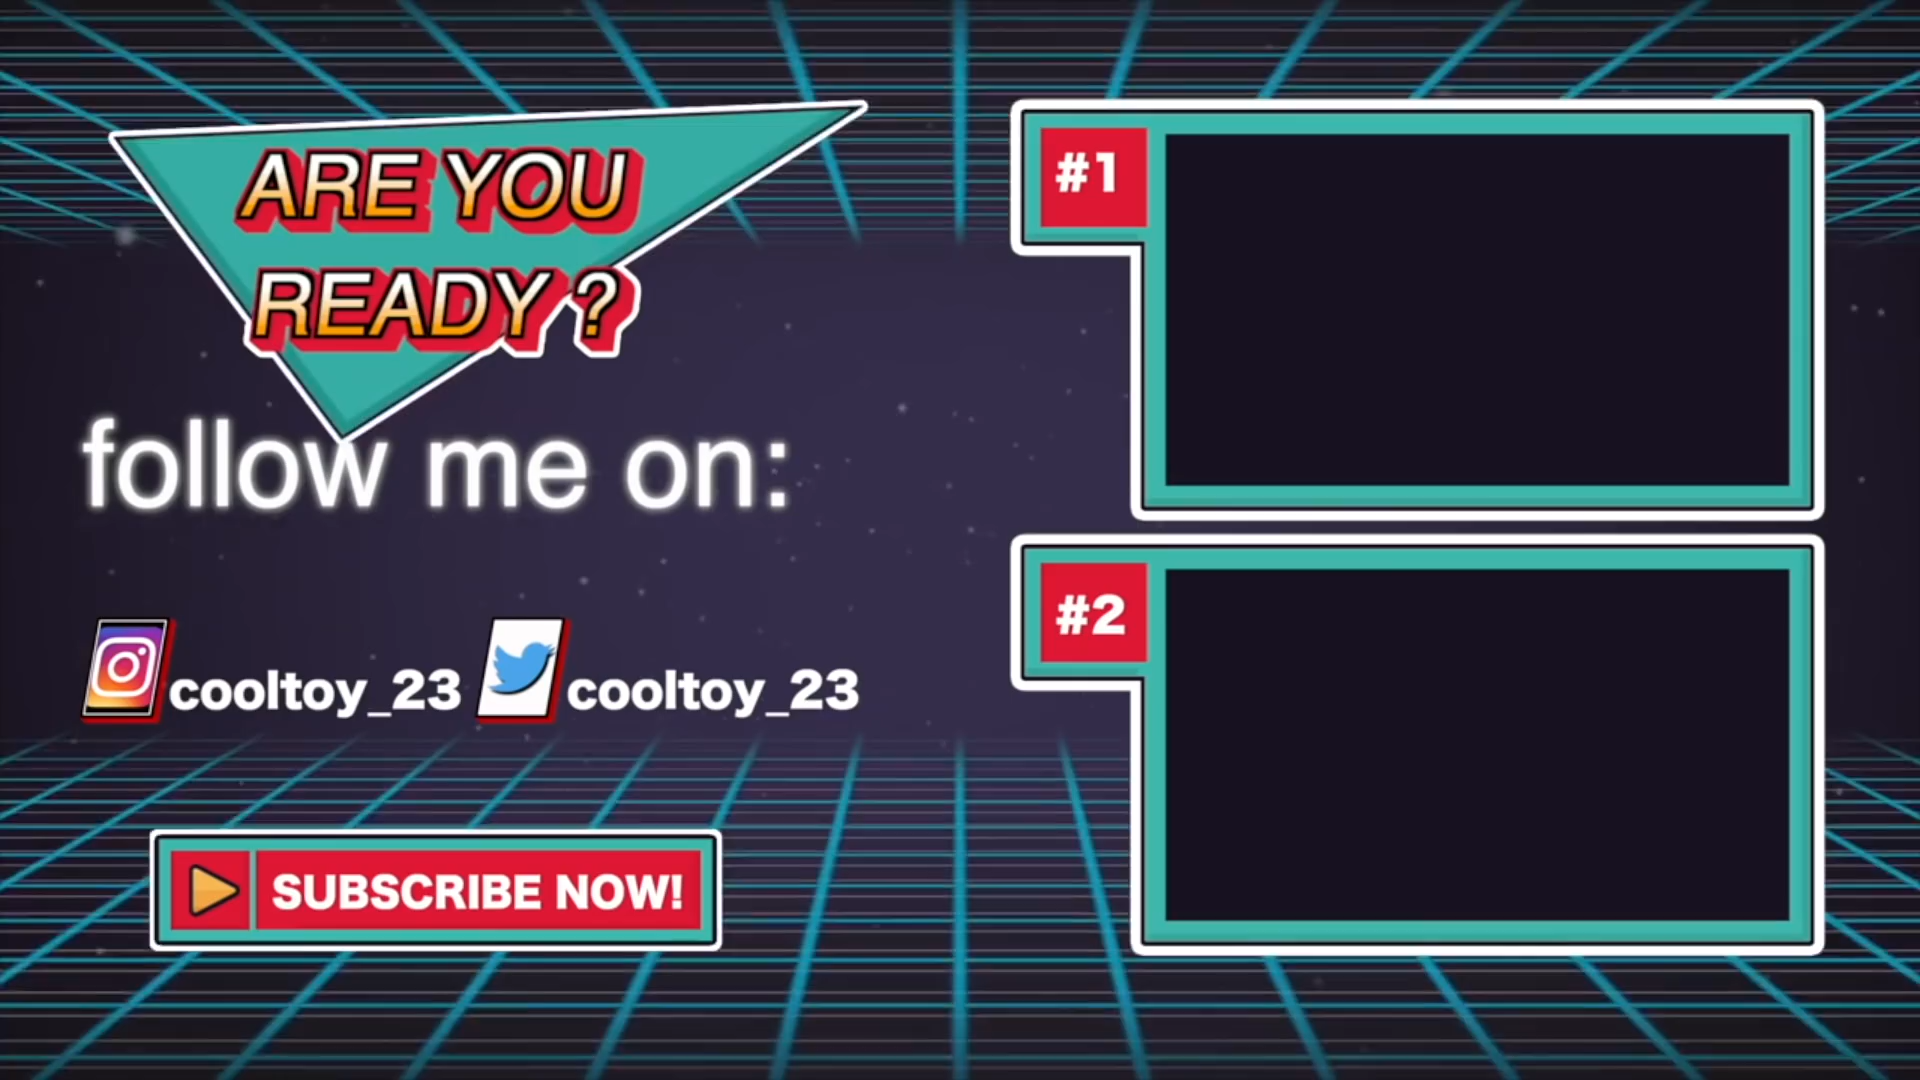 ARE YOU
READY ?
follow me on:
cooltoy_23
cooltoy_23
SUBSCRIBE NOW!
#1
#2